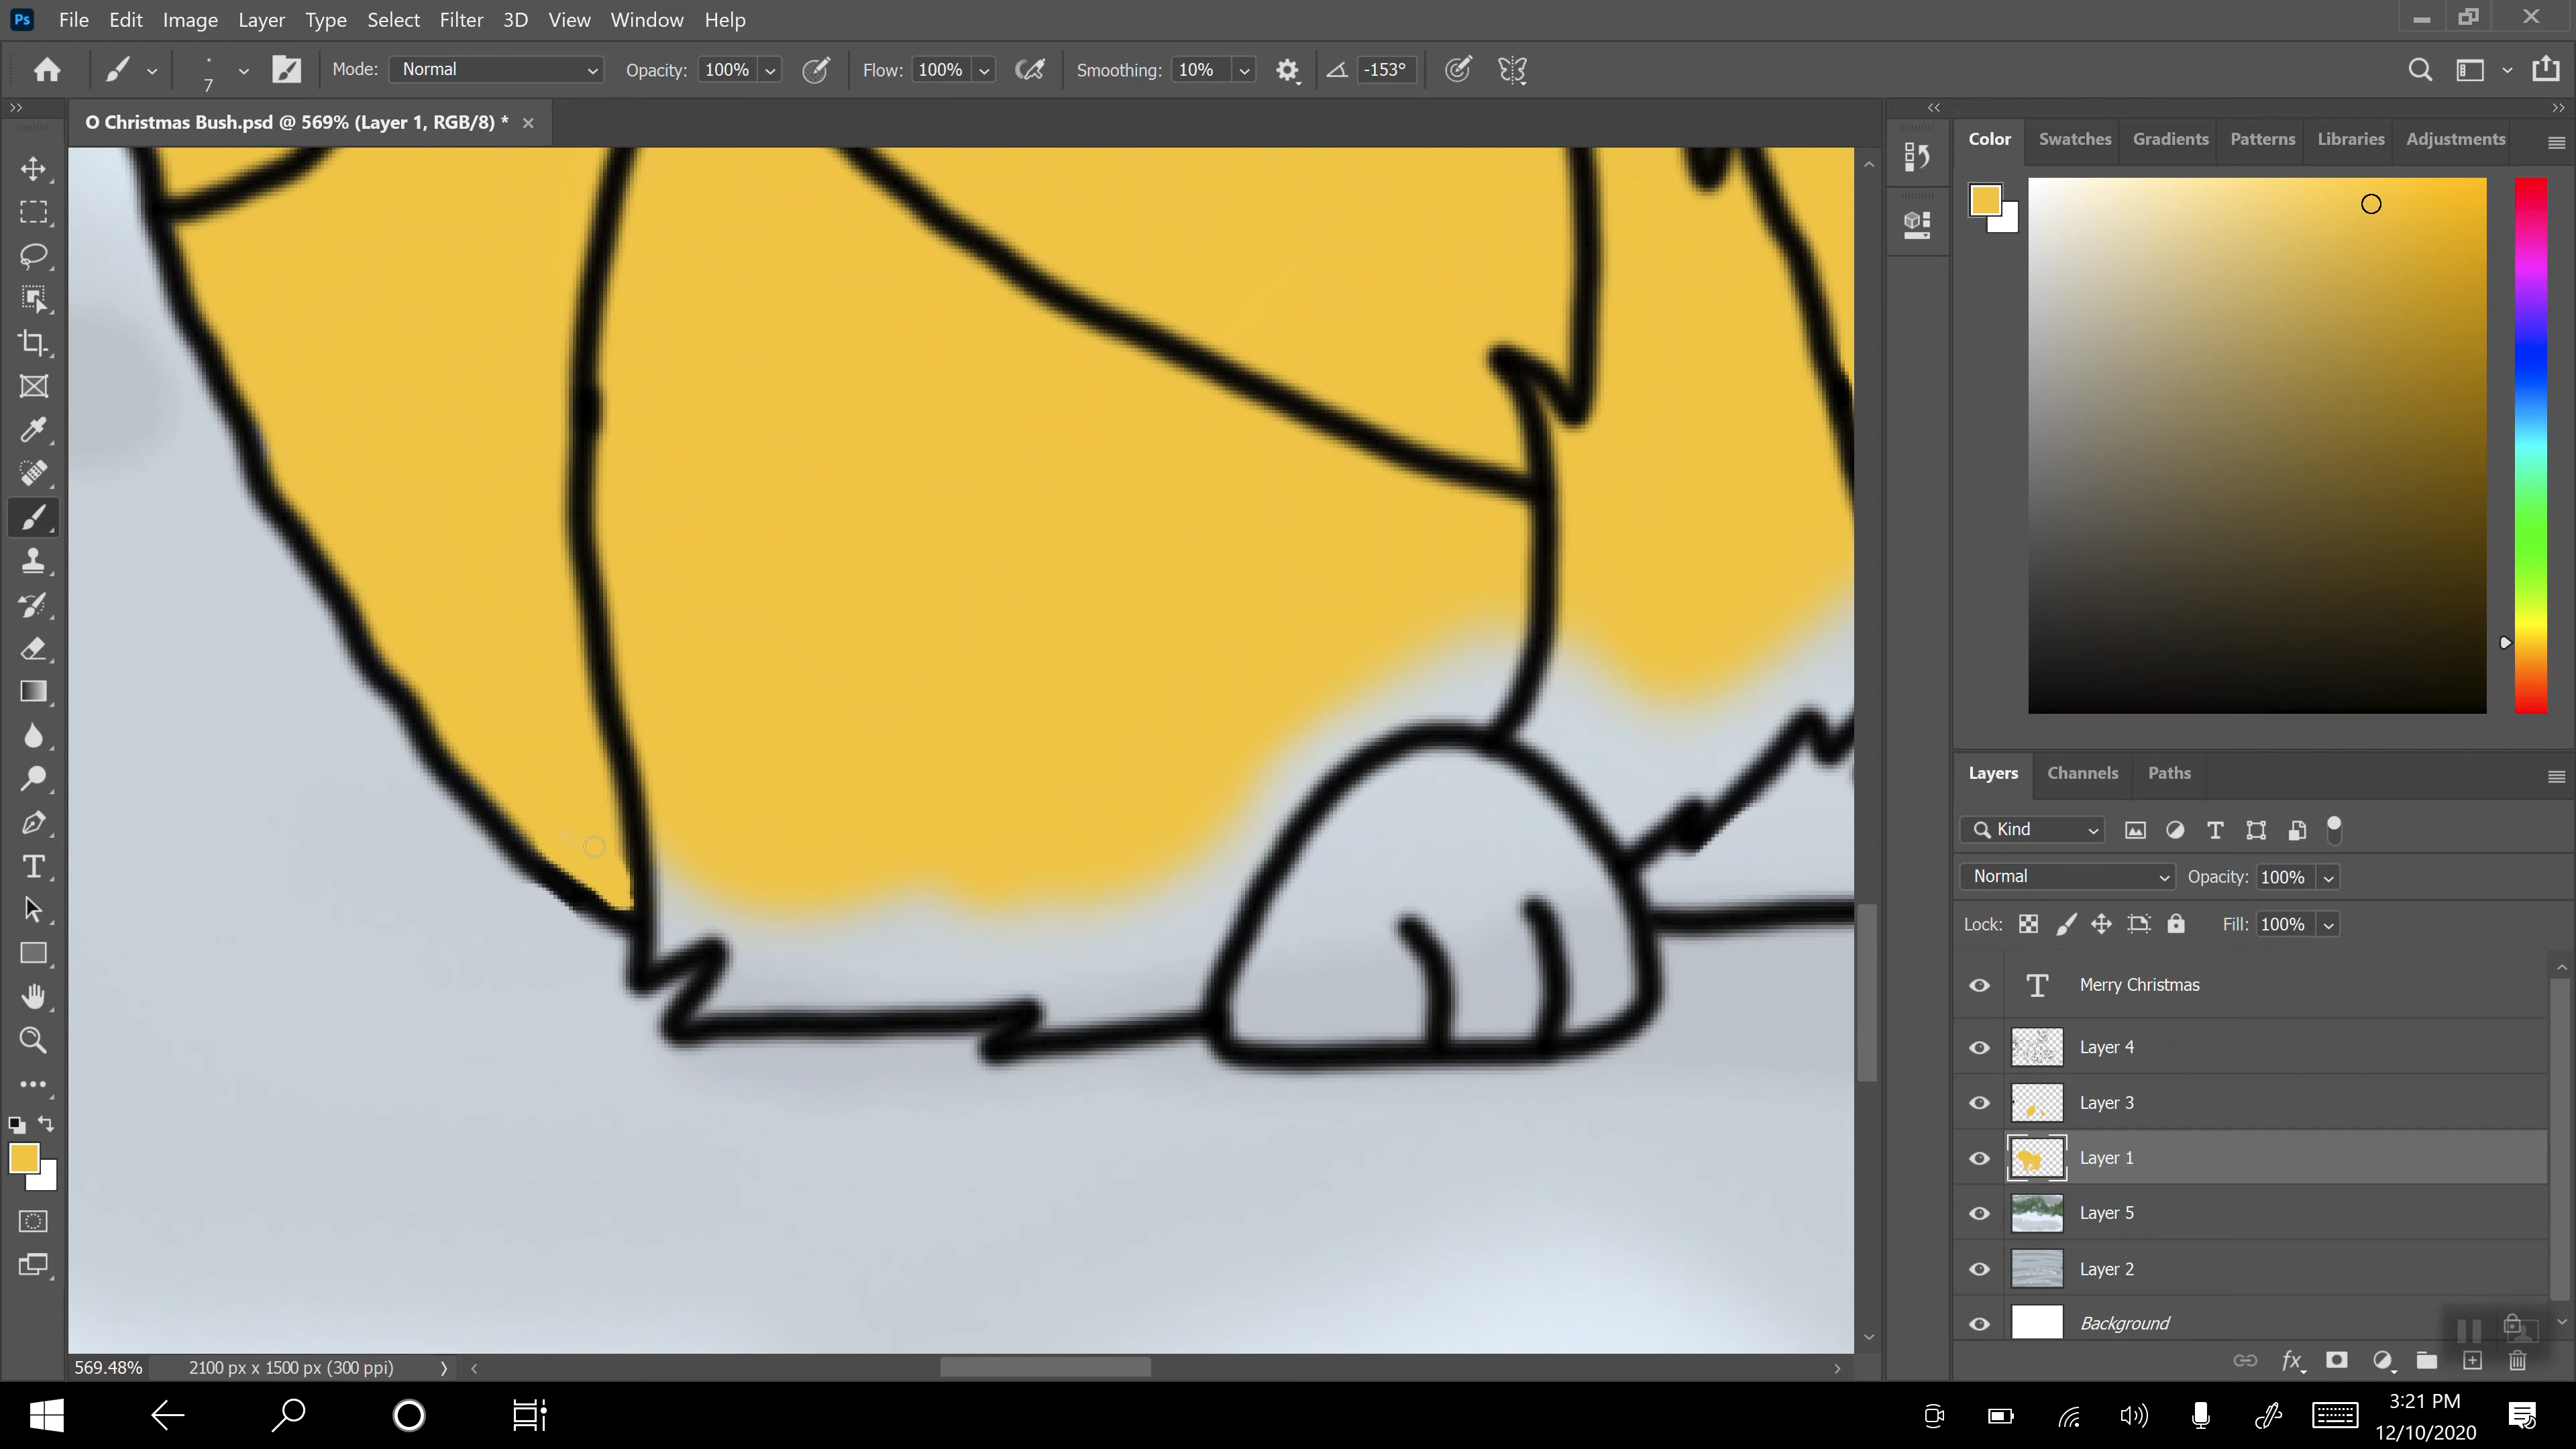 Ps File Edit Image Layer Type Select Filter 3D View Window Help
7 Mode: Normal Opacity: 100% Flow: 100% Smoothing: 10% -153°
O Christmas Bush.psd @ 569% (Layer 1, RGB/8) *
Color Swatches Gradients Patterns Libraries Adjustments
Layers Channels Paths
Kind
Normal Opacity: 100%
Lock: Fill: 100%
Merry Christmas
Layer 4
Layer 3
Layer 1
Layer 5
Layer 2
Background
569.48% 2100 px x 1500 px (300 ppi)
3:21 PM
12/10/2020